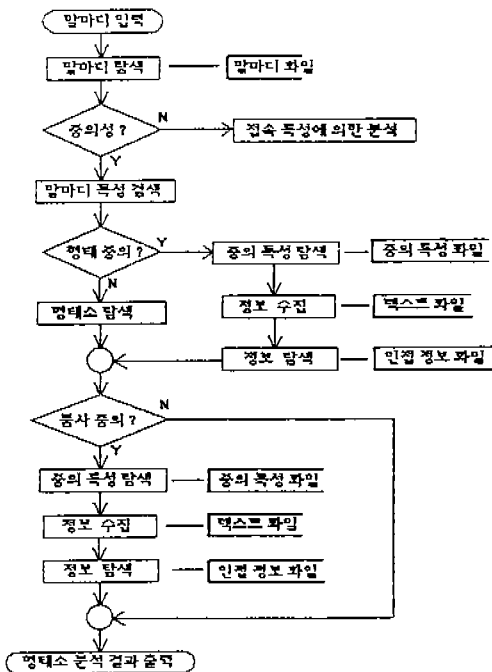 말마디 입력
말마디 탐색
말마디 화일
중의성 ?
N
접속 특성에 의한 분석
Y
말마디 특성 검색
형태 중의 ?
Y
중의 특성 탐색
중의 특성 화일
N
형태소 탐색
정보 수집
텍스트 화일
정보 탐색
인접 정보 화일
품사 중의 ?
N
Y
중의 특성 탐색
중의 특성 화일
정보 수집
텍스트 화일
정보 탐색
인접 정보 화일
형태소 분석 결과 출력